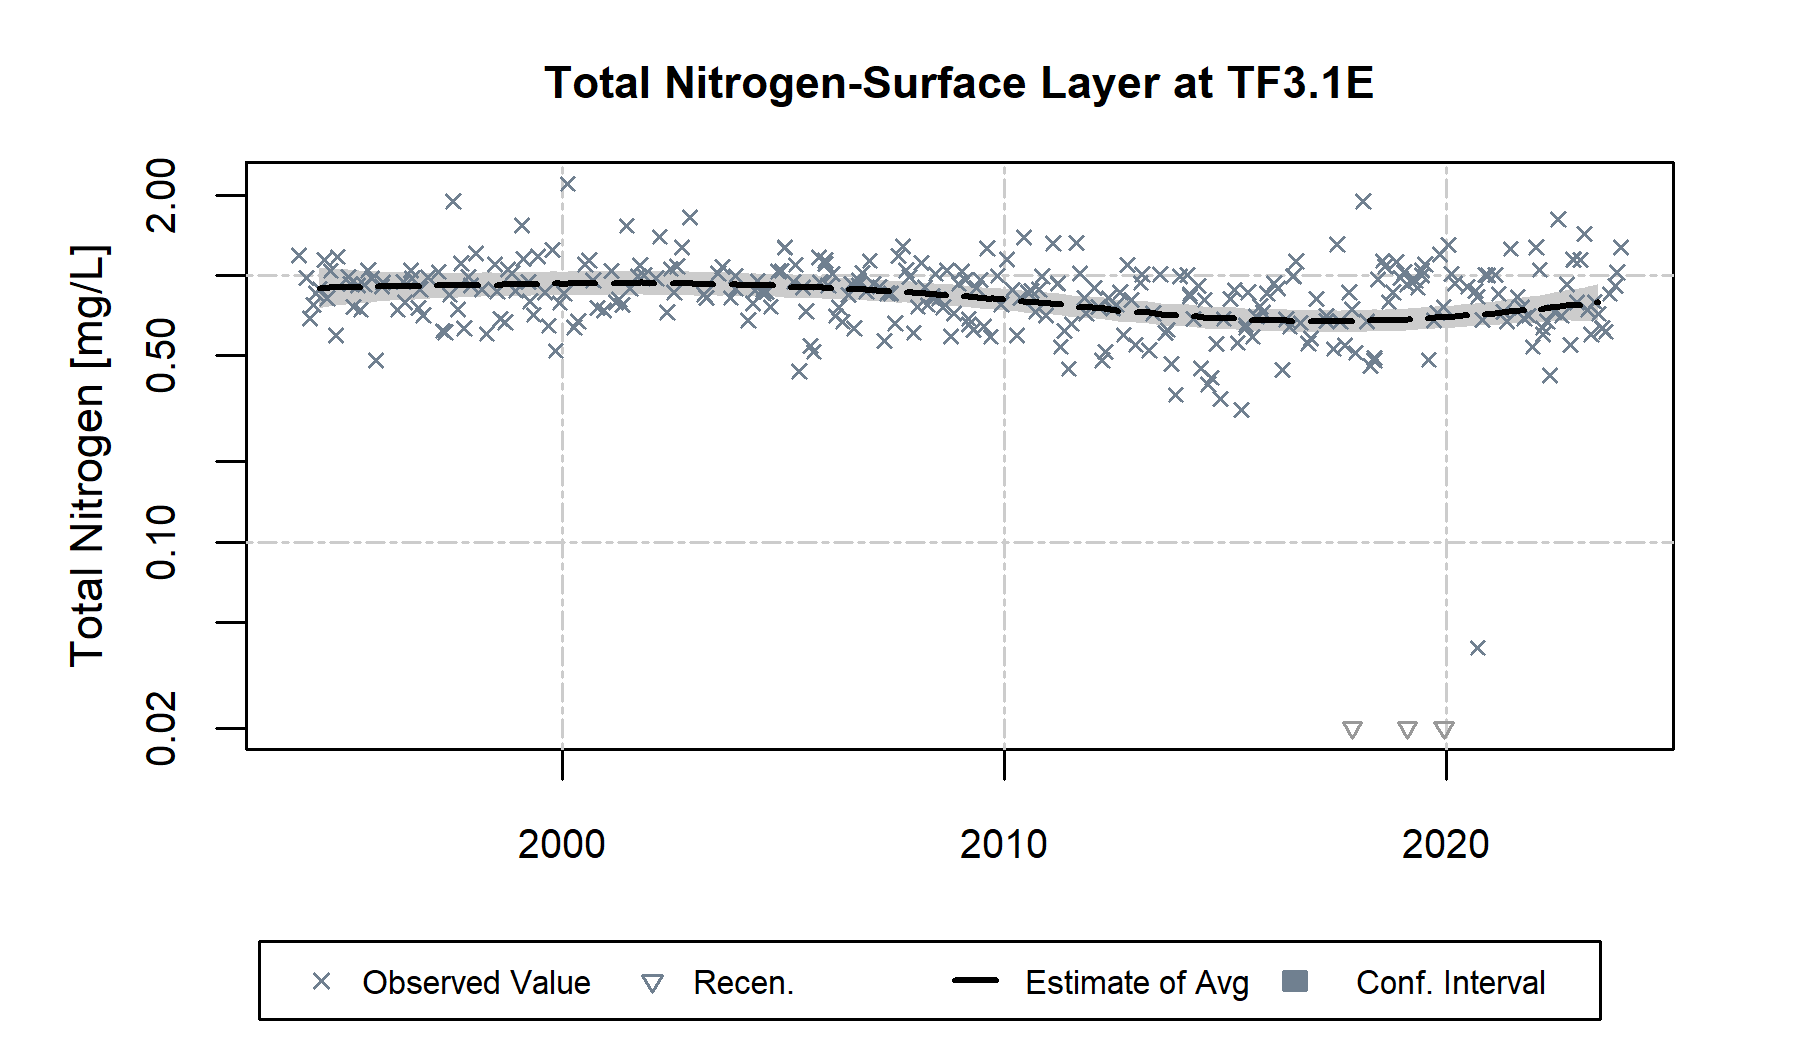 Total Nitrogen-Surface Layer at TF3.1E
Total Nitrogen [mg/L]
2.00
0.50
0.10
0.02
2000 2010 2020
Observed Value Recen. Estimate of Avg Conf. Interval